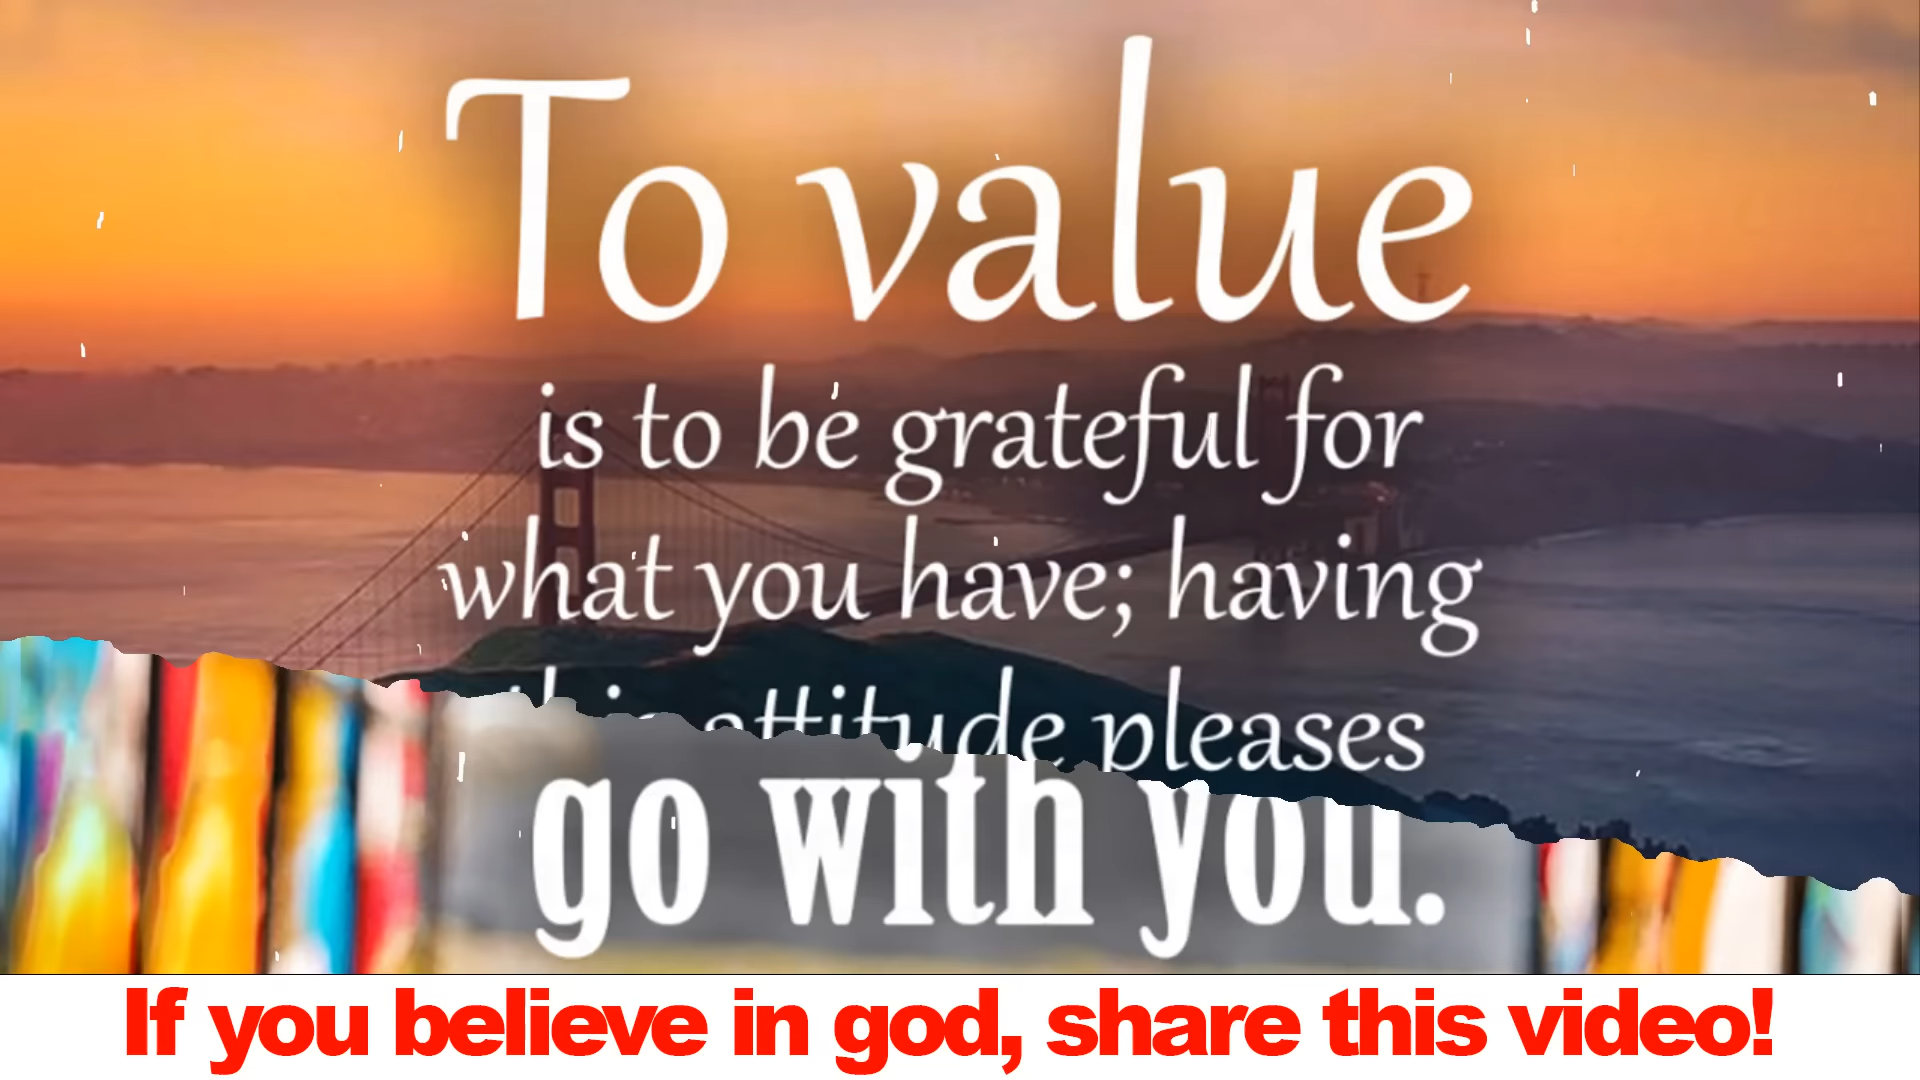 To value
is to be grateful for
what you have; having
this attitude pleases
go with you.
If you believe in god, share this video!